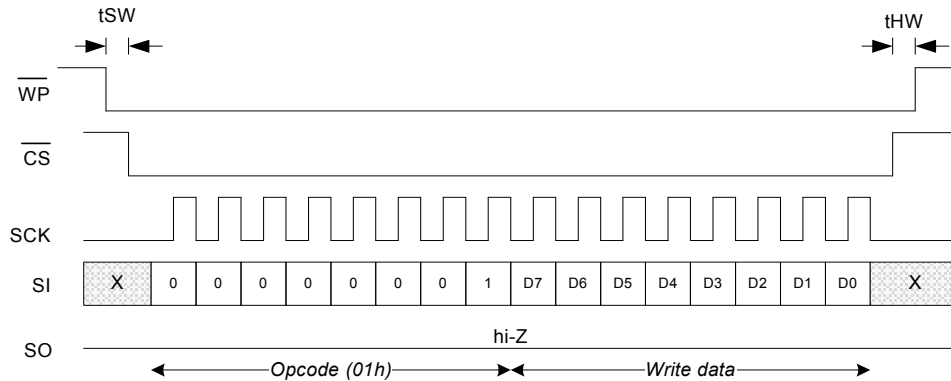 tSW tHW
WP
CS
SCK
SI X 0 0 0 0 0 0 0 1 D7 D6 D5 D4 D3 D2 D1 D0 X
hi-Z
SO
Opcode (01h) Write data